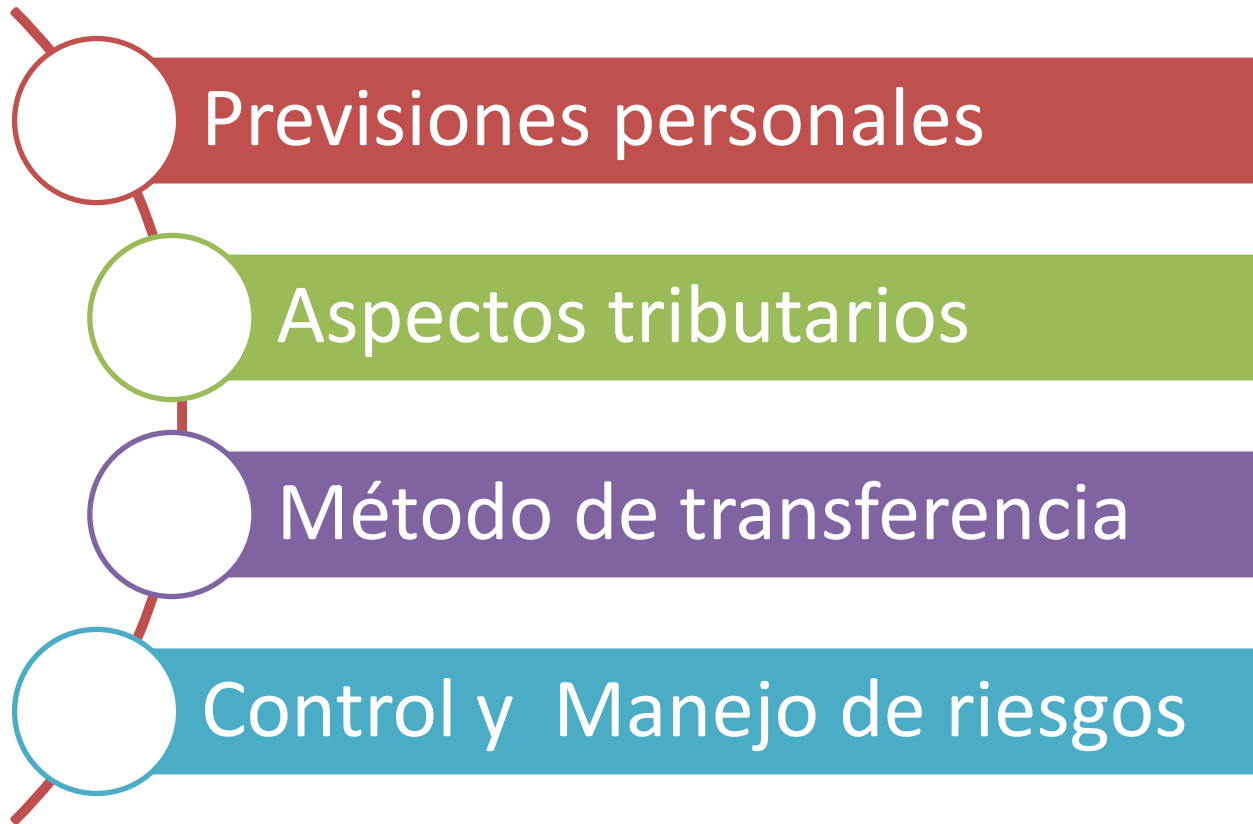 Previsiones personales
Aspectos tributarios
Método de transferencia
Control y  Manejo de riesgos